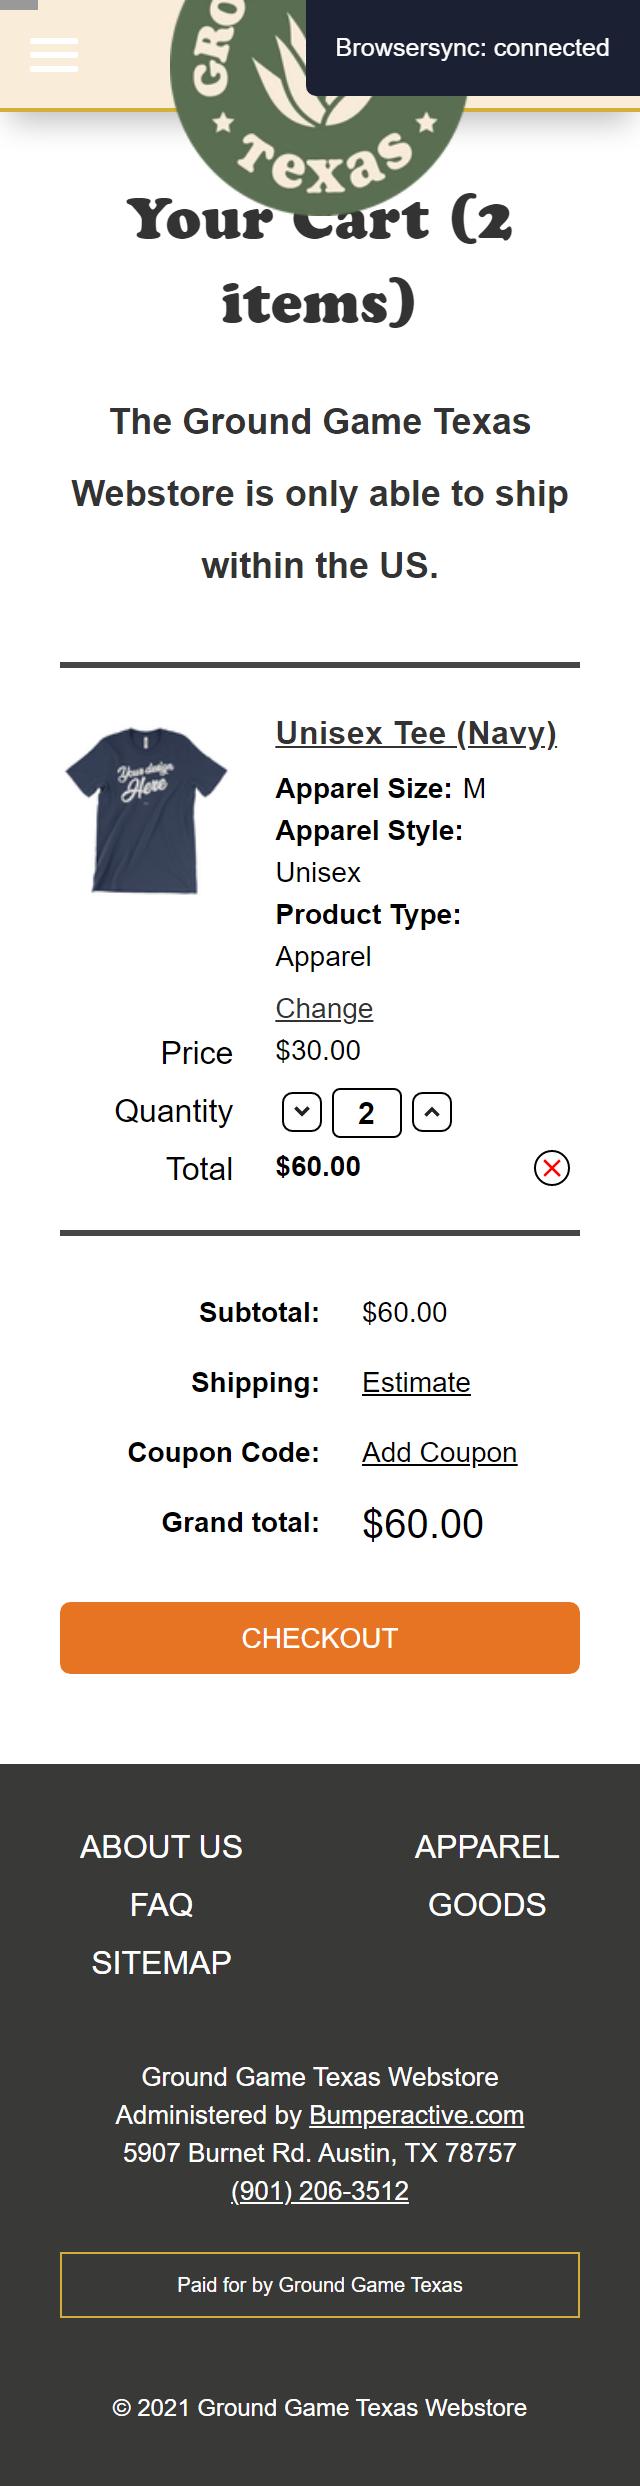 GRO
Browsersync: connected
Texas
Your Cart (2
items)
The Ground Game Texas
Webstore is only able to ship
within the US.
Your design
Here
Unisex Tee (Navy)
Apparel Size: M
Apparel Style:
Unisex
Product Type:
Apparel
Change
Price $30.00
Quantity 2
Total $60.00
Subtotal: $60.00
Shipping: Estimate
Coupon Code: Add Coupon
Grand total: $60.00
CHECKOUT
ABOUT US APPAREL
FAQ GOODS
SITEMAP
Ground Game Texas Webstore
Administered by Bumperactive.com
5907 Burnet Rd. Austin, TX 78757
(901) 206-3512
Paid for by Ground Game Texas
© 2021 Ground Game Texas Webstore